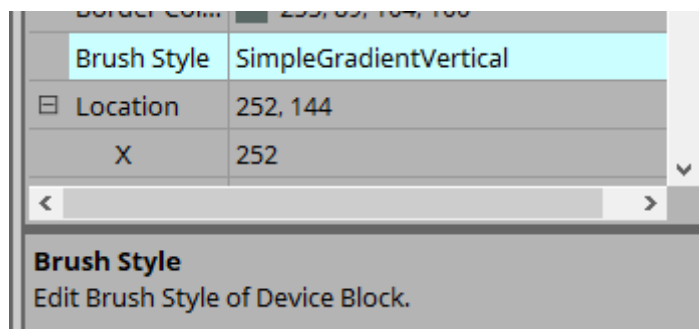 Brush Style SimpleGradientVertical
Location 252, 144
X 252
Brush Style
Edit Brush Style of Device Block.